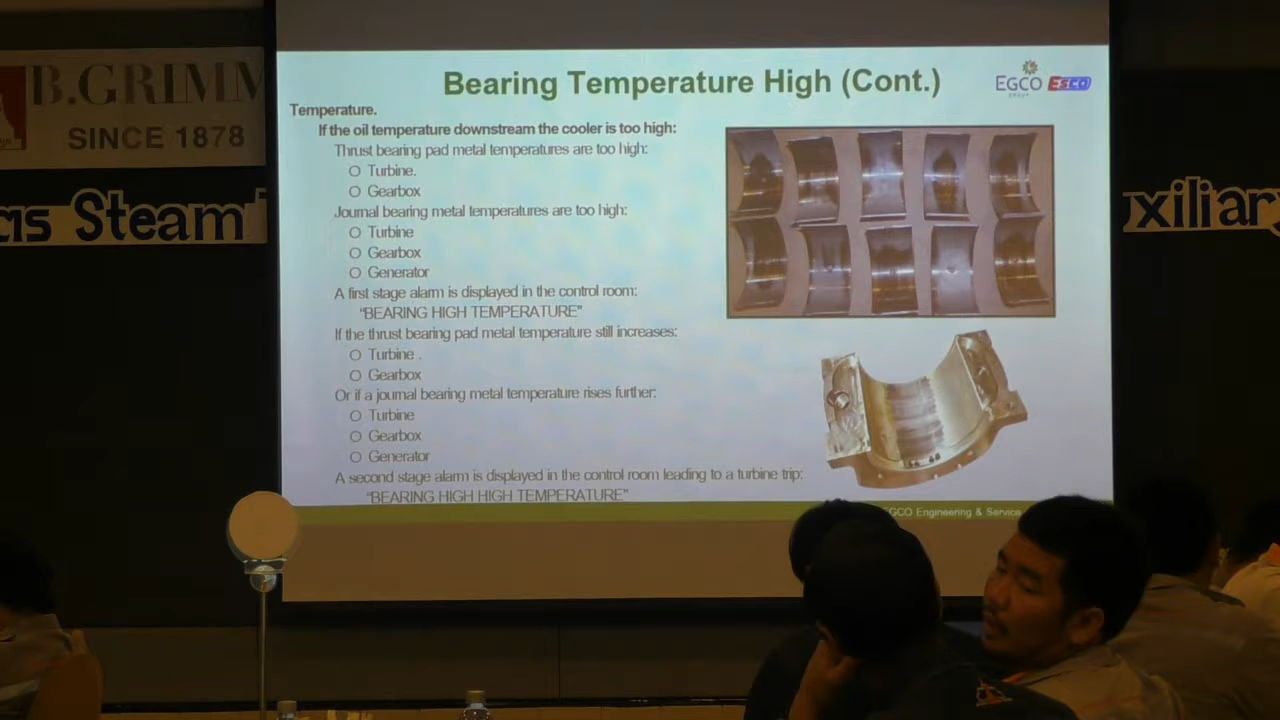 B.GRIMM
SINCE 1878
as Steam
uxiliary
Bearing Temperature High (Cont.)
EGCO
GROUP
ESCO
Temperature.
If the oil temperature downstream the cooler is too high:
Thrust bearing pad metal temperatures are too high:
O Turbine.
O Gearbox
Journal bearing metal temperatures are too high:
O Turbine
O Gearbox
O Generator
A first stage alarm is displayed in the control room:
“BEARING HIGH TEMPERATURE”
If the thrust bearing pad metal temperature still increases:
O Turbine .
O Gearbox
Or if a journal bearing metal temperature rises further:
O Turbine
O Gearbox
O Generator
A second stage alarm is displayed in the control room leading to a turbine trip:
“BEARING HIGH HIGH TEMPERATURE”
EGCO Engineering & Service